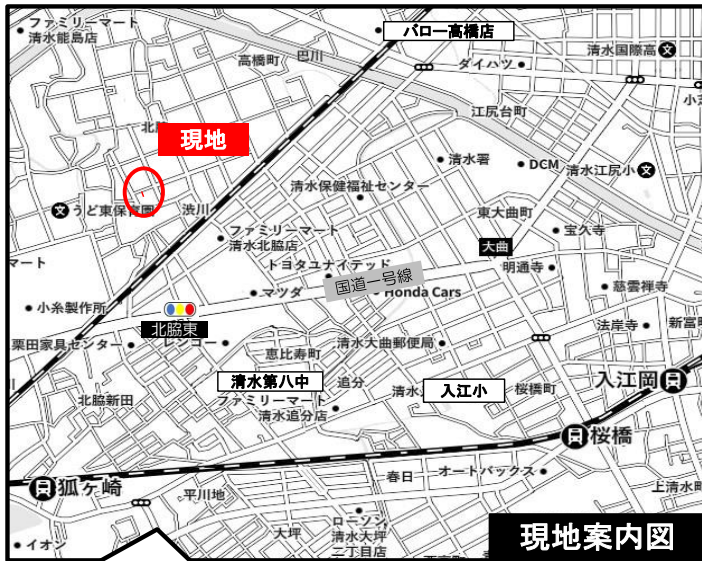 ファミリーマート
清水能島店
バロー高橋店
巴川
高橋町
清水国際高
ダイハツ
江尻台町
現地
清水署
DCM
清水江尻小
うど東保育園
渋川
清水保健福祉センター
東大曲町
宝久寺
ファミリーマート
清水北脇店
大曲
マート
トヨタユナイテッド
明通寺
国道一号線
マツダ
Honda Cars
慈雲禅寺
小糸製作所
法岸寺
新富町
北脇東
栗田家具センター
レンゴー
恵比寿町
清水大曲郵便局
清水第八中
追分
入江小
桜橋町
入江岡
北脇新田
ファミリーマート
清水追分店
桜橋
狐ヶ崎
平川地
春日
オートバックス
上清水町
ローソン
清水大坪
二丁目店
大坪
イオン
現地案内図